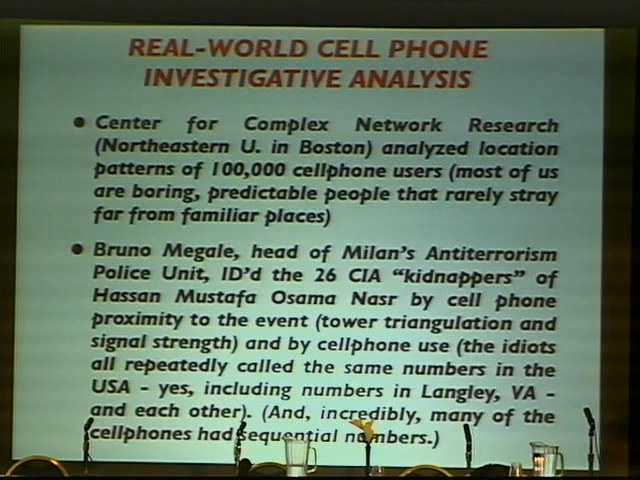 REAL-WORLD CELL PHONE
INVESTIGATIVE ANALYSIS
● Center for Complex Network Research
(Northeastern U. in Boston) analyzed location
patterns of 100,000 cellphone users (most of us
are boring, predictable people that rarely stray
far from familiar places)
● Bruno Megale, head of Milan's Antiterrorism
Police Unit, ID'd the 26 CIA “kidnappers” of
Hassan Mustafa Osama Nasr by cell phone
proximity to the event (tower triangulation and
signal strength) and by cellphone use (the idiots
all repeatedly called the same numbers in the
USA - yes, including numbers in Langley, VA -
and each other). (And, incredibly, many of the
cellphones had sequential numbers.)